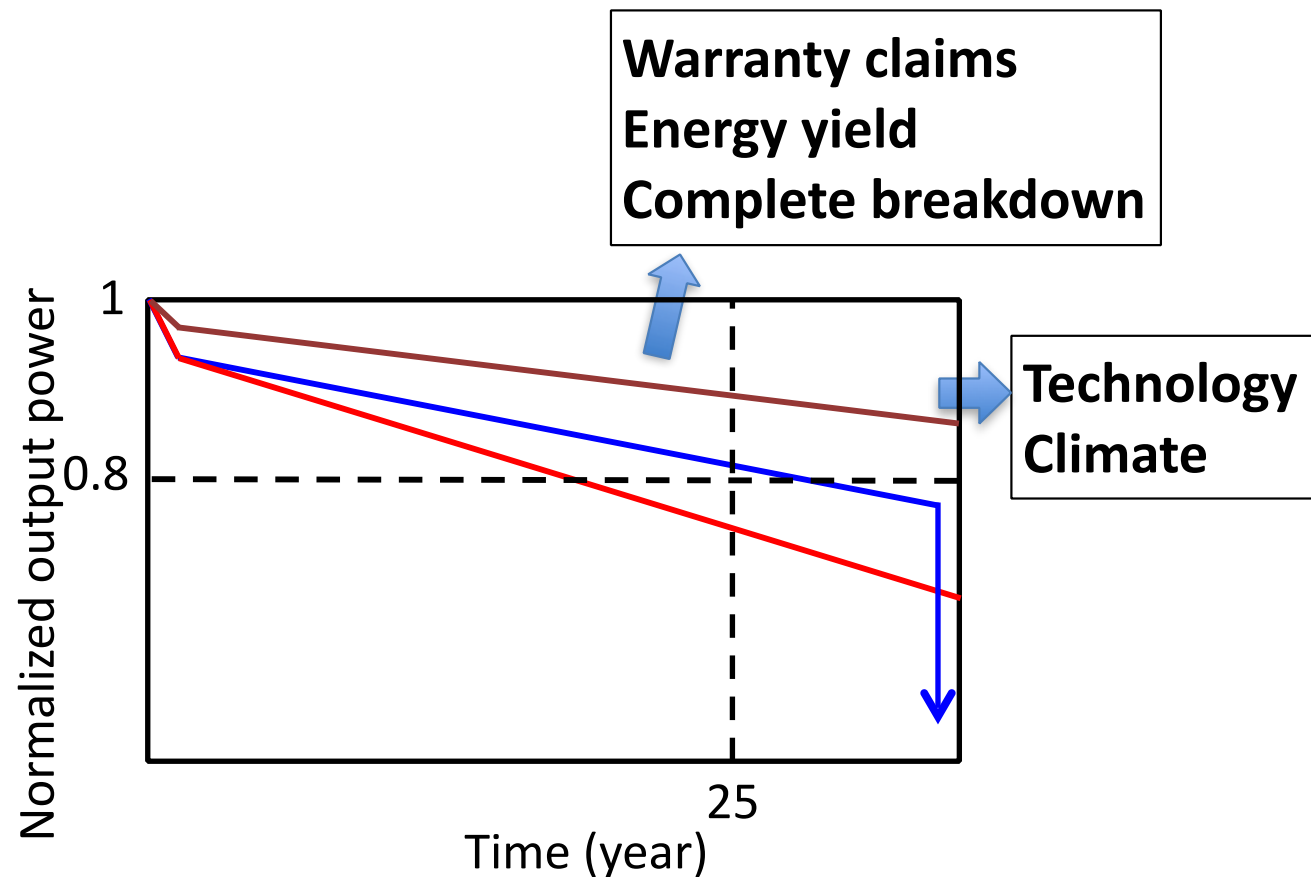 Warranty claims
Energy yield
Complete breakdown
1
Technology
Climate
0.8
Normalized output power
25
Time (year)